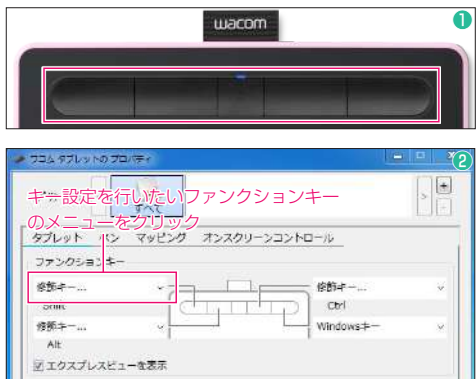 wacom
1
ワコム タブレットのプロパティ
2
キー設定を行いたいファンクションキー
のメニューをクリック
すべて
タブレット ペン マッピング オンスクリーンコントロール
ファンクションキー
修飾キー...
修飾キー...
Shift
Ctrl
修飾キー...
Windowsキー
Alt
エクスプレスビューを表示